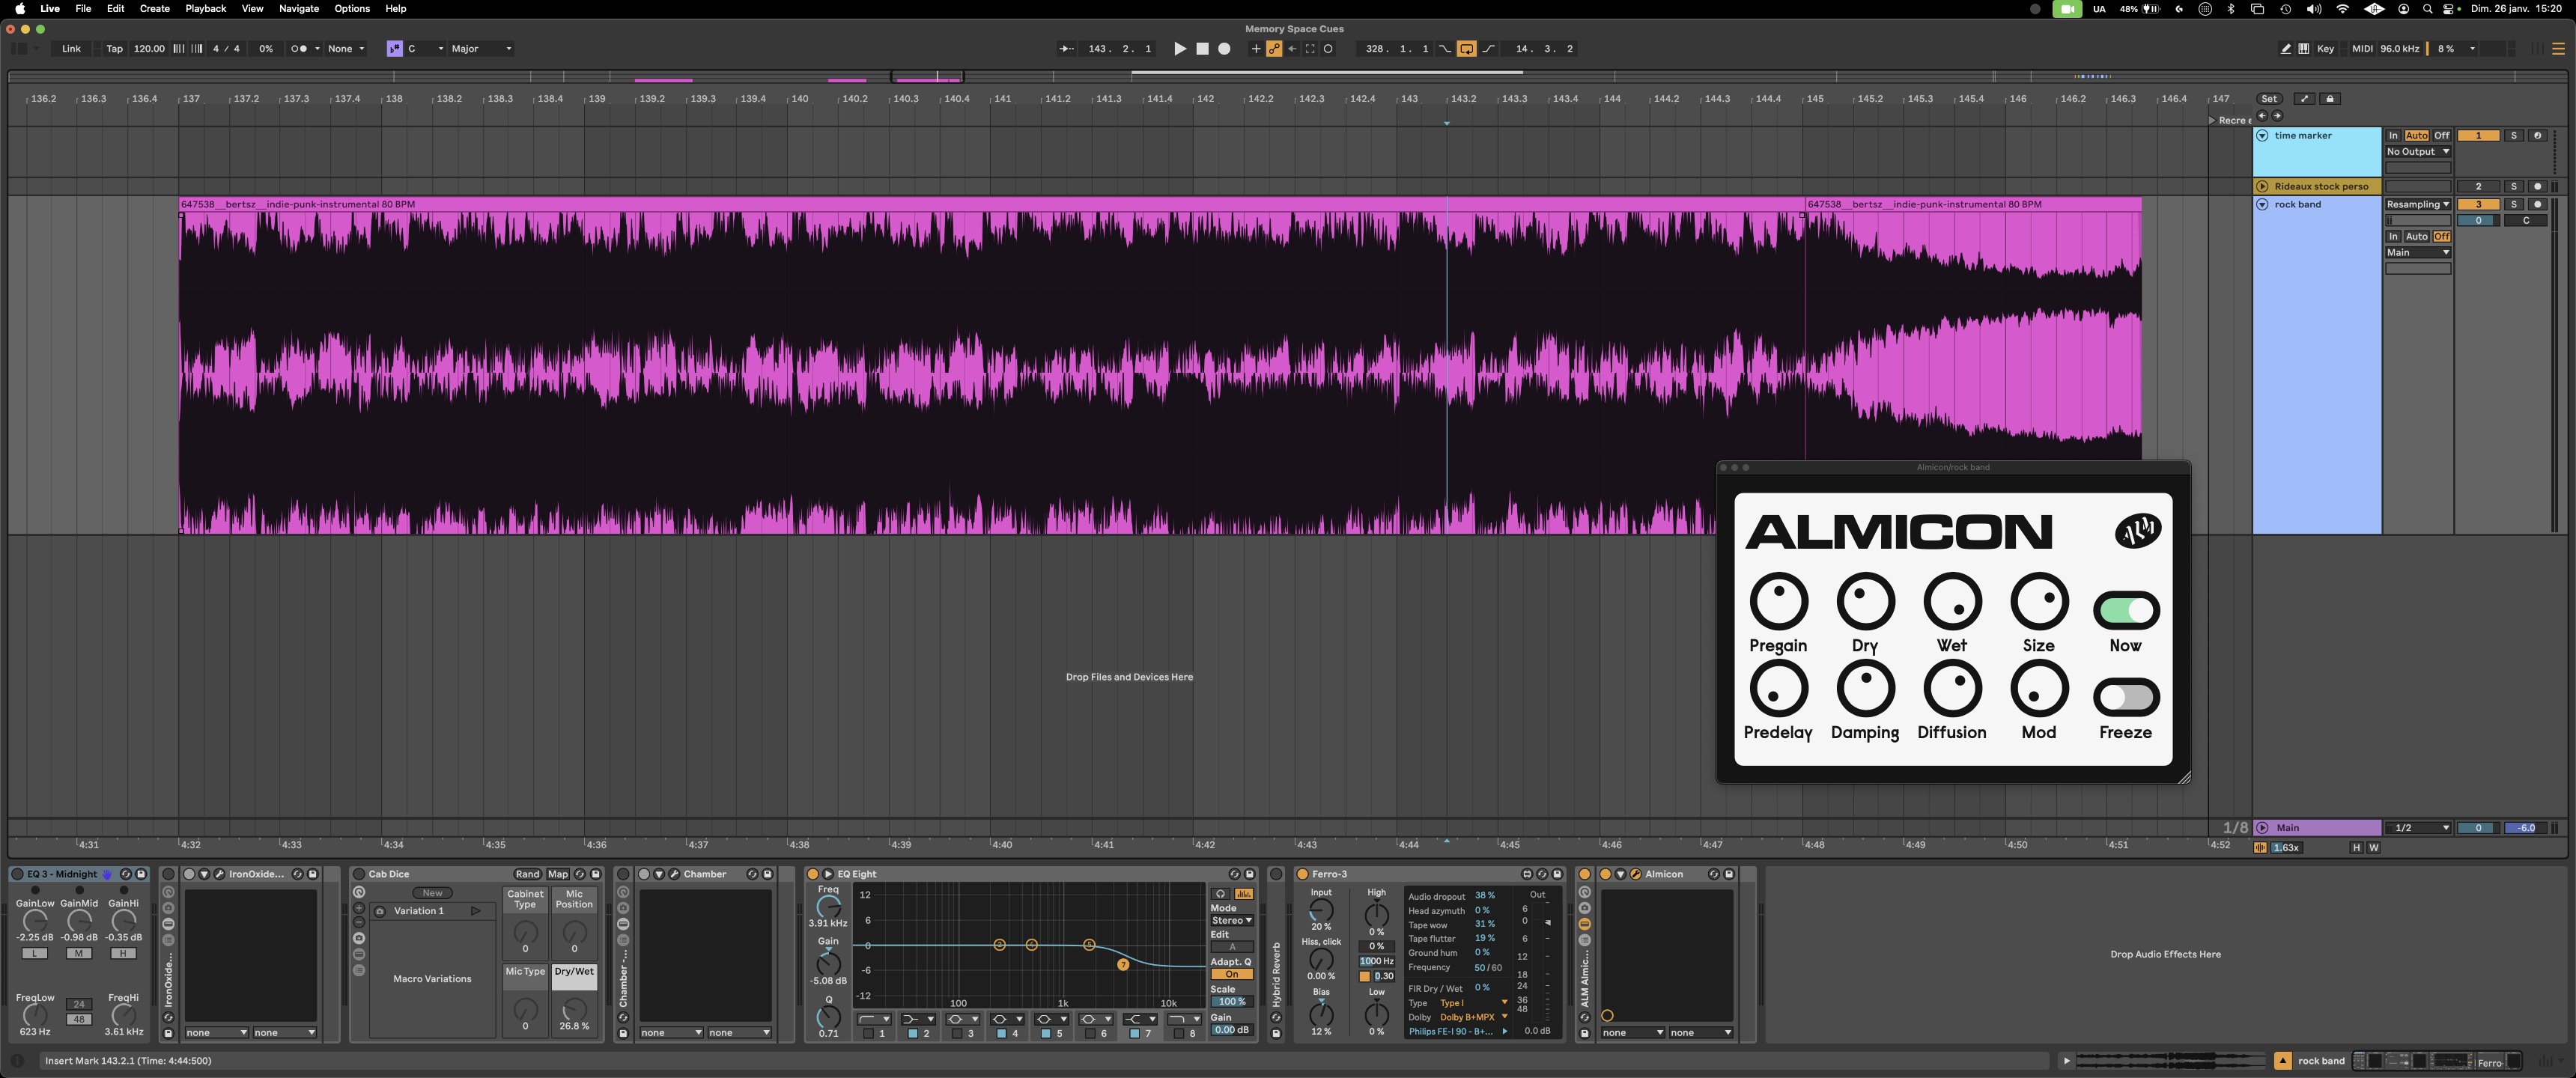 Live File Edit Create Playback View Navigate Options Help UA 48% Dim. 26 janv. 15:20
Memory Space Cues
Link Tap 120.00 4 / 4 0% None C Major 143. 2. 1 328. 1. 1 14. 3. 2 Key MIDI 96.0 kHz 8 %
136.2 136.3 136.4 137 137.2 137.3 137.4 138 138.2 138.3 138.4 139 139.2 139.3 139.4 140 140.2 140.3 140.4 141 141.2 141.3 141.4 142 142.2 142.3 142.4 143 143.2 143.3 143.4 144 144.2 144.3 144.4 145 145.2 145.3 145.4 146 146.2 146.3 146.4 147 Set
Recre
time marker In Auto Off 1 S
No Output
Rideaux stock perso 2 S
647538__bertsz__indie-punk-instrumental 80 BPM 647538__bertsz__indie-punk-instrumental 80 BPM rock band Resampling 3 S
0 C
In Auto Off
Main
Almicon/rock band
ALMICON
Pregain Dry Wet Size Now
Predelay Damping Diffusion Mod Freeze
Drop Files and Devices Here
1/8 Main 1/2 0 -6.0
4:31 4:32 4:33 4:34 4:35 4:36 4:37 4:38 4:39 4:40 4:41 4:42 4:43 4:44 4:45 4:46 4:47 4:48 4:49 4:50 4:51 4:52 1.63x H W
EQ 3 - Midnight
GainLow GainMid GainHi
-2.25 dB -0.98 dB -0.35 dB
L M H
FreqLow 24 FreqHi
48
623 Hz 3.61 kHz
IronOxide...
IronOxide...
none none
Cab Dice Rand Map
New
Variation 1
Macro Variations
Cabinet Type Mic Position
0 0
Mic Type Dry/Wet
0 26.8 %
Chamber -...
Chamber
none none
EQ Eight
Freq
3.91 kHz
Gain
-5.08 dB
Q
0.71
12
6
0
-6
-12
100 1k 10k
7
1 2 3 4 5 6 7 8
Mode
Stereo
Edit
A
Adapt. Q
On
Scale
100 %
Gain
0.00 dB
Hybrid Reverb
Ferro-3
Input High
20 % 0 %
Hiss, click 0 %
1000 Hz
0.00 % 0.30
Bias Low
12 % 0 %
Audio dropout 38 %
Head azymuth 0 %
Tape wow 31 %
Tape flutter 19 %
Ground hum 0 %
Frequency 50 / 60
FIR Dry / Wet 0 %
Type Type I
Dolby Dolby B+MPX
Philips FE-I 90 - B+...
Out
6
0
6
12
18
24
36
48
0.0 dB
ALM Almic...
Almicon
none none
Drop Audio Effects Here
Insert Mark 143.2.1 (Time: 4:44:500) rock band Ferro-